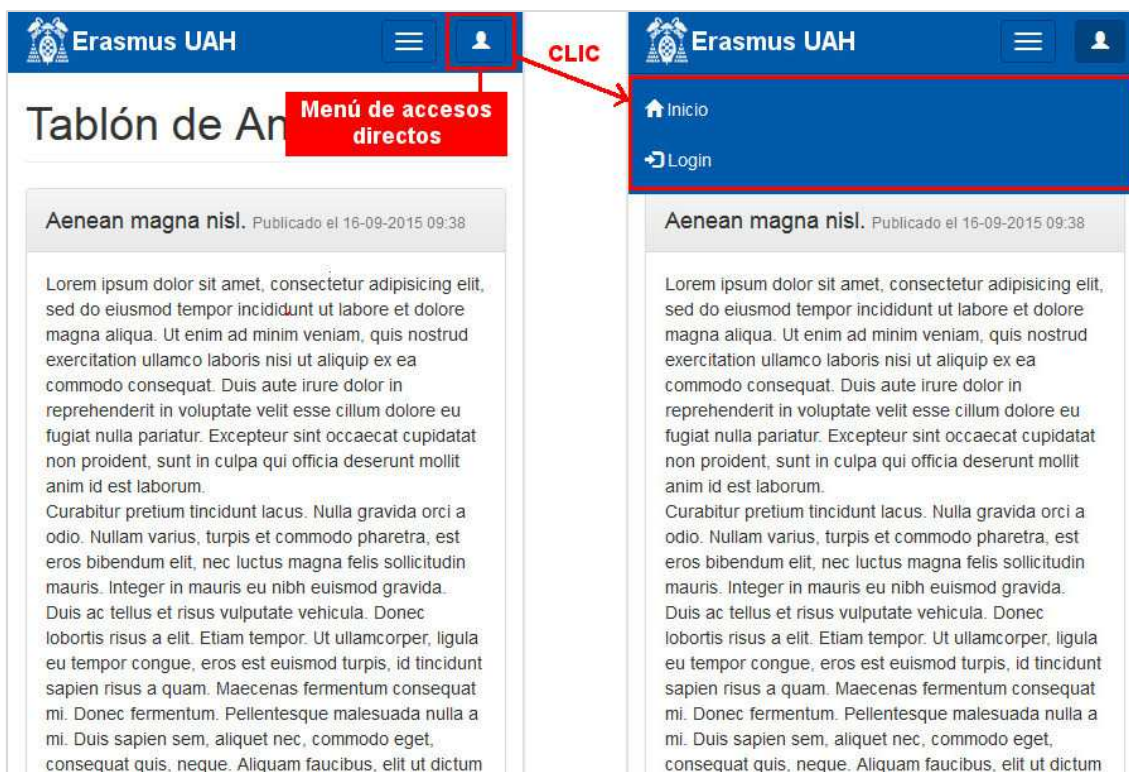 Erasmus UAH
CLIC
Menú de accesos
directos
Tablón de An
Aenean magna nisl. Publicado el 16-09-2015 09:38
Lorem ipsum dolor sit amet, consectetur adipisicing elit,
sed do eiusmod tempor incididunt ut labore et dolore
magna aliqua. Ut enim ad minim veniam, quis nostrud
exercitation ullamco laboris nisi ut aliquip ex ea
commodo consequat. Duis aute irure dolor in
reprehenderit in voluptate velit esse cillum dolore eu
fugiat nulla pariatur. Excepteur sint occaecat cupidatat
non proident, sunt in culpa qui officia deserunt mollit
anim id est laborum.
Curabitur pretium tincidunt lacus. Nulla gravida orci a
odio. Nullam varius, turpis et commodo pharetra, est
eros bibendum elit, nec luctus magna felis sollicitudin
mauris. Integer in mauris eu nibh euismod gravida.
Duis ac tellus et risus vulputate vehicula. Donec
lobortis risus a elit. Etiam tempor. Ut ullamcorper, ligula
eu tempor congue, eros est euismod turpis, id tincidunt
sapien risus a quam. Maecenas fermentum consequat
mi. Donec fermentum. Pellentesque malesuada nulla a
mi. Duis sapien sem, aliquet nec, commodo eget,
consequat quis, neque. Aliquam faucibus, elit ut dictum
Erasmus UAH
Inicio
Login
Aenean magna nisl. Publicado el 16-09-2015 09:38
Lorem ipsum dolor sit amet, consectetur adipisicing elit,
sed do eiusmod tempor incididunt ut labore et dolore
magna aliqua. Ut enim ad minim veniam, quis nostrud
exercitation ullamco laboris nisi ut aliquip ex ea
commodo consequat. Duis aute irure dolor in
reprehenderit in voluptate velit esse cillum dolore eu
fugiat nulla pariatur. Excepteur sint occaecat cupidatat
non proident, sunt in culpa qui officia deserunt mollit
anim id est laborum.
Curabitur pretium tincidunt lacus. Nulla gravida orci a
odio. Nullam varius, turpis et commodo pharetra, est
eros bibendum elit, nec luctus magna felis sollicitudin
mauris. Integer in mauris eu nibh euismod gravida.
Duis ac tellus et risus vulputate vehicula. Donec
lobortis risus a elit. Etiam tempor. Ut ullamcorper, ligula
eu tempor congue, eros est euismod turpis, id tincidunt
sapien risus a quam. Maecenas fermentum consequat
mi. Donec fermentum. Pellentesque malesuada nulla a
mi. Duis sapien sem, aliquet nec, commodo eget,
consequat quis, neque. Aliquam faucibus, elit ut dictum